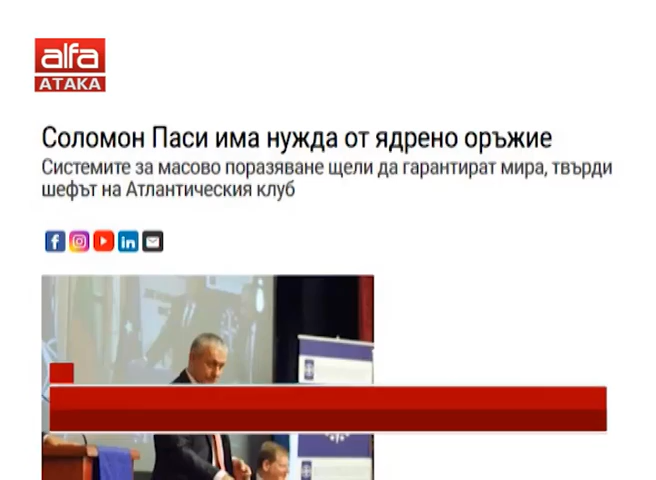 alfa
АТАКА
Соломон Паси има нужда от ядрено оръжие
Системите за масово поразяване щели да гарантират мира, твърди
шефът на Атлантическия клуб